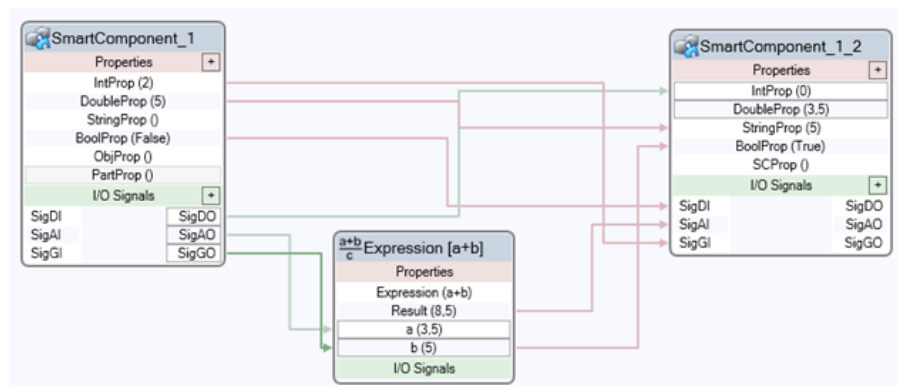 SmartComponent_1
Properties +
IntProp (2)
DoubleProp (5)
StringProp ()
BoolProp (False)
ObjProp ()
PartProp ()
I/O Signals +
SigDI SigDO
SigAI SigAO
SigGI SigGO
a+b
c
Expression [a+b]
Properties
Expression (a+b)
Result (8,5)
a (3,5)
b (5)
I/O Signals
SmartComponent_1_2
Properties +
IntProp (0)
DoubleProp (3,5)
StringProp (5)
BoolProp (True)
SCProp ()
I/O Signals +
SigDI SigDO
SigAI SigAO
SigGI SigGO